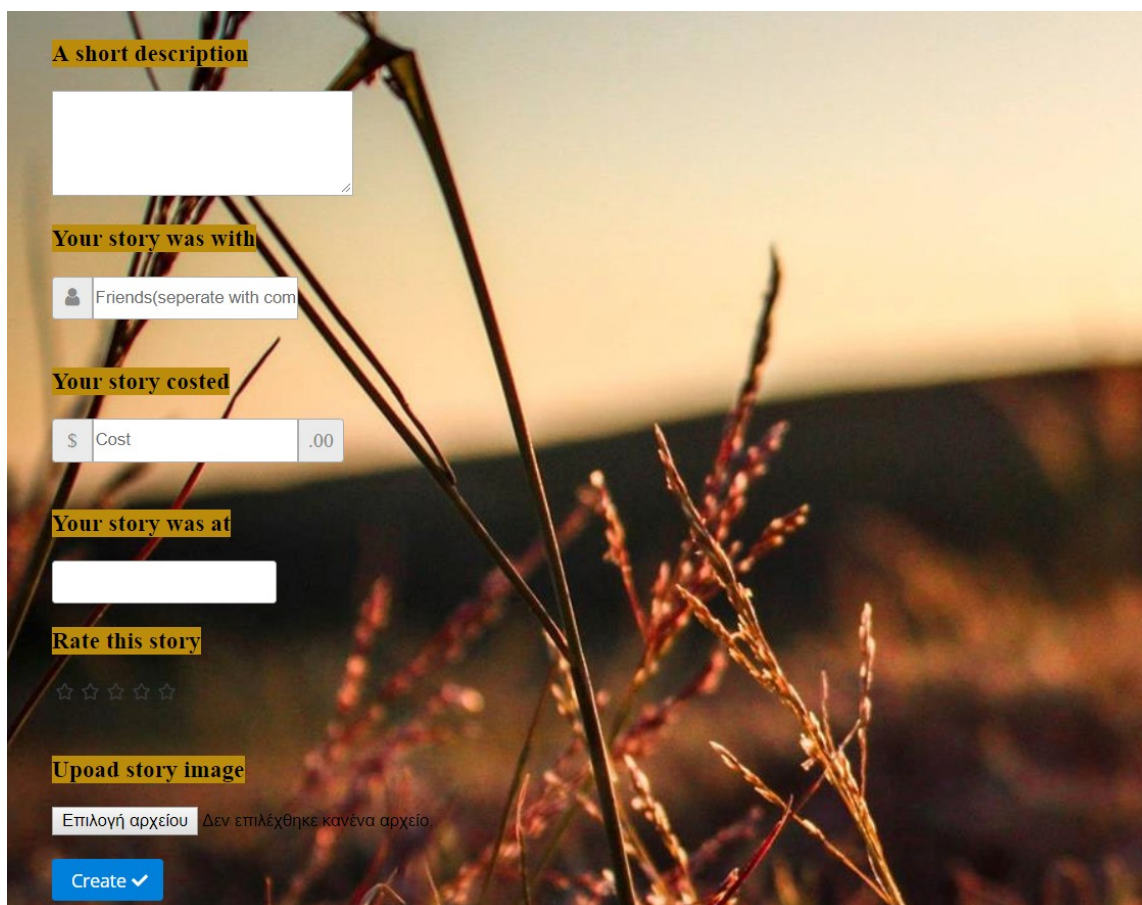 A short description
Your story was with
Friends(seperate with com
Your story costed
$ Cost .00
Your story was at
Rate this story
Upoad story image
Επιλογή αρχείου Δεν επιλέχθηκε κανένα αρχείο.
Create